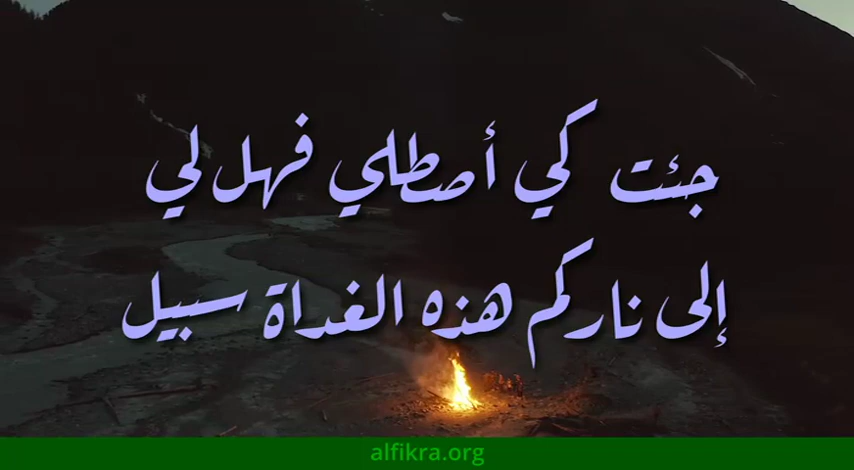 جئت كي أصطلي فهل لي
إلى ناركم هذه الغداة سبيل
alfikra.org